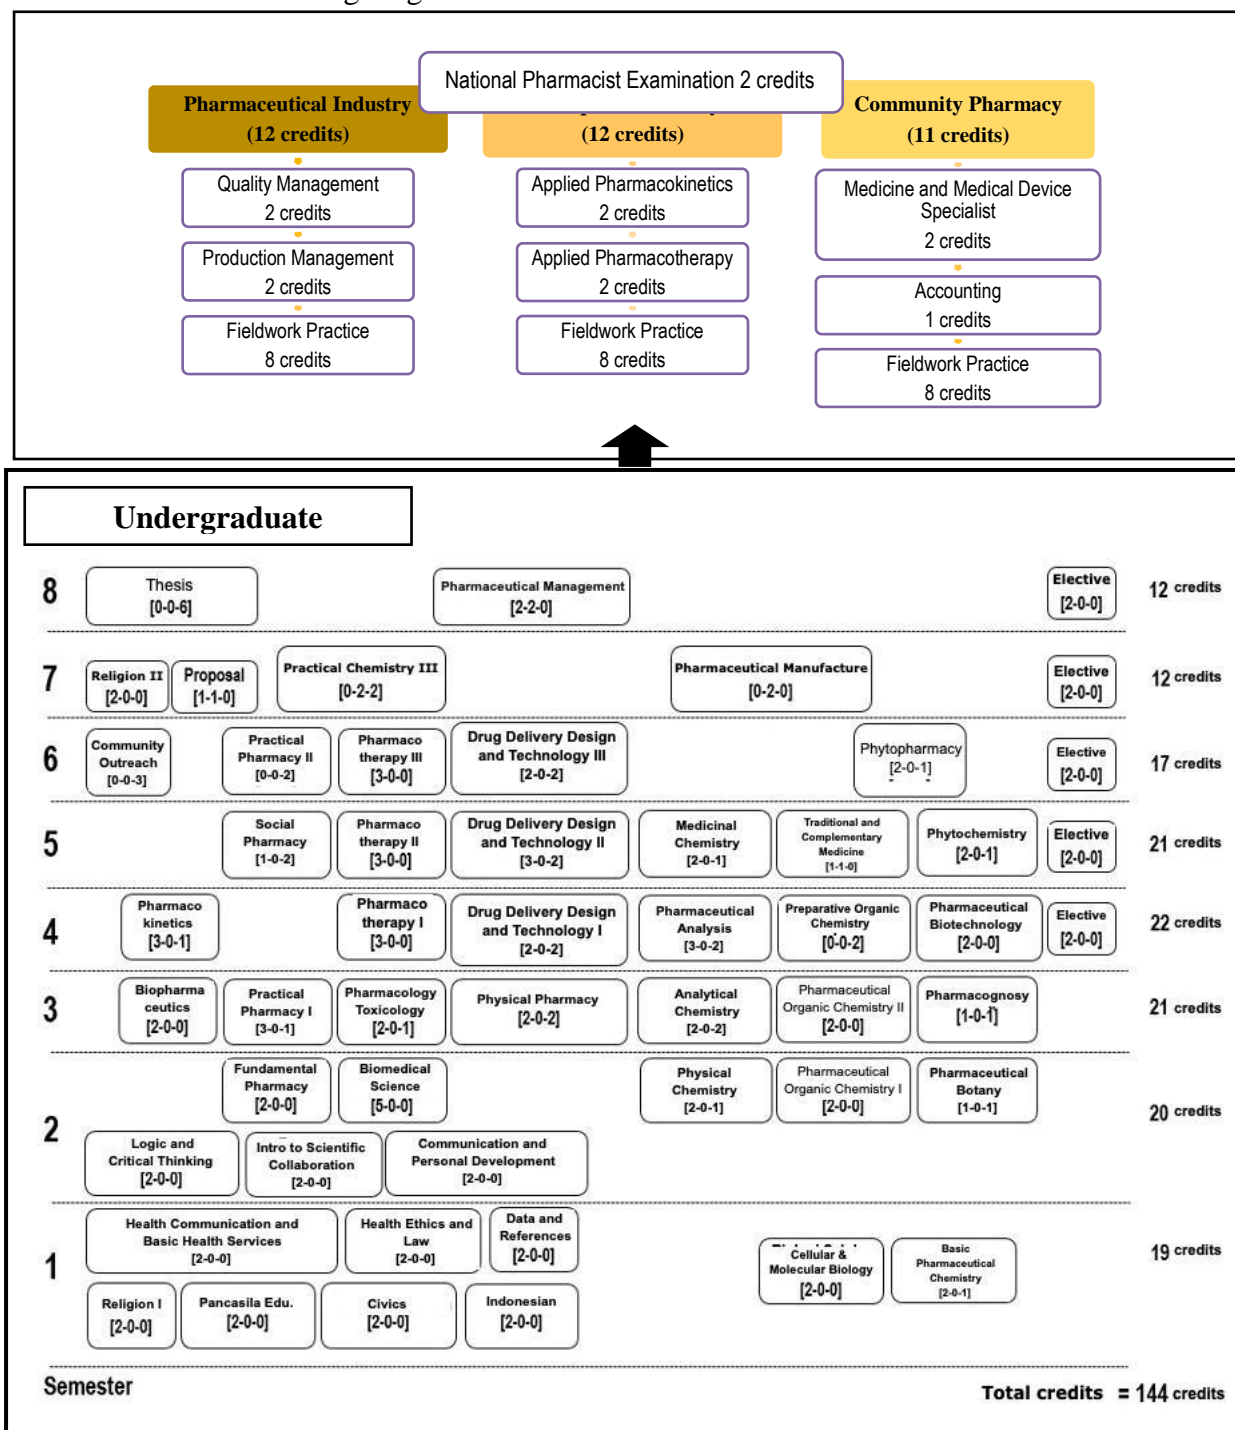 National Pharmacist Examination 2 credits
Pharmaceutical Industry
(12 credits)
(12 credits)
Community Pharmacy
(11 credits)
Quality Management
2 credits
Production Management
2 credits
Fieldwork Practice
8 credits
Applied Pharmacokinetics
2 credits
Applied Pharmacotherapy
2 credits
Fieldwork Practice
8 credits
Medicine and Medical Device
Specialist
2 credits
Accounting
1 credits
Fieldwork Practice
8 credits
Undergraduate
8
Thesis
[0-0-6]
Pharmaceutical Management
[2-2-0]
Elective
[2-0-0]
12 credits
7
Religion II
[2-0-0]
Proposal
[1-1-0]
Practical Chemistry III
[0-2-2]
Pharmaceutical Manufacture
[0-2-0]
Elective
[2-0-0]
12 credits
6
Community
Outreach
[0-0-3]
Practical
Pharmacy II
[0-0-2]
Pharmaco
therapy III
[3-0-0]
Drug Delivery Design
and Technology III
[2-0-2]
Phytopharmacy
[2-0-1]
Elective
[2-0-0]
17 credits
5
Social
Pharmacy
[1-0-2]
Pharmaco
therapy II
[3-0-0]
Drug Delivery Design
and Technology II
[3-0-2]
Medicinal
Chemistry
[2-0-1]
Traditional and
Complementary
Medicine
[1-1-0]
Phytochemistry
[2-0-1]
Elective
[2-0-0]
21 credits
4
Pharmaco
kinetics
[3-0-1]
Pharmaco
therapy I
[3-0-0]
Drug Delivery Design
and Technology I
[2-0-2]
Pharmaceutical
Analysis
[3-0-2]
Preparative Organic
Chemistry
[0-0-2]
Pharmaceutical
Biotechnology
[2-0-0]
Elective
[2-0-0]
22 credits
3
Biopharma
ceutics
[2-0-0]
Practical
Pharmacy I
[3-0-1]
Pharmacology
Toxicology
[2-0-1]
Physical Pharmacy
[2-0-2]
Analytical
Chemistry
[2-0-2]
Pharmaceutical
Organic Chemistry II
[2-0-0]
Pharmacognosy
[1-0-1]
21 credits
2
Fundamental
Pharmacy
[2-0-0]
Biomedical
Science
[5-0-0]
Physical
Chemistry
[2-0-1]
Pharmaceutical
Organic Chemistry I
[2-0-0]
Pharmaceutical
Botany
[1-0-1]
20 credits
Logic and
Critical Thinking
[2-0-0]
Intro to Scientific
Collaboration
[2-0-0]
Communication and
Personal Development
[2-0-0]
1
Health Communication and
Basic Health Services
[2-0-0]
Health Ethics and
Law
[2-0-0]
Data and
References
[2-0-0]
Cellular &
Molecular Biology
[2-0-0]
Basic
Pharmaceutical
Chemistry
[2-0-1]
19 credits
Religion I
[2-0-0]
Pancasila Edu.
[2-0-0]
Civics
[2-0-0]
Indonesian
[2-0-0]
Semester
Total credits = 144 credits